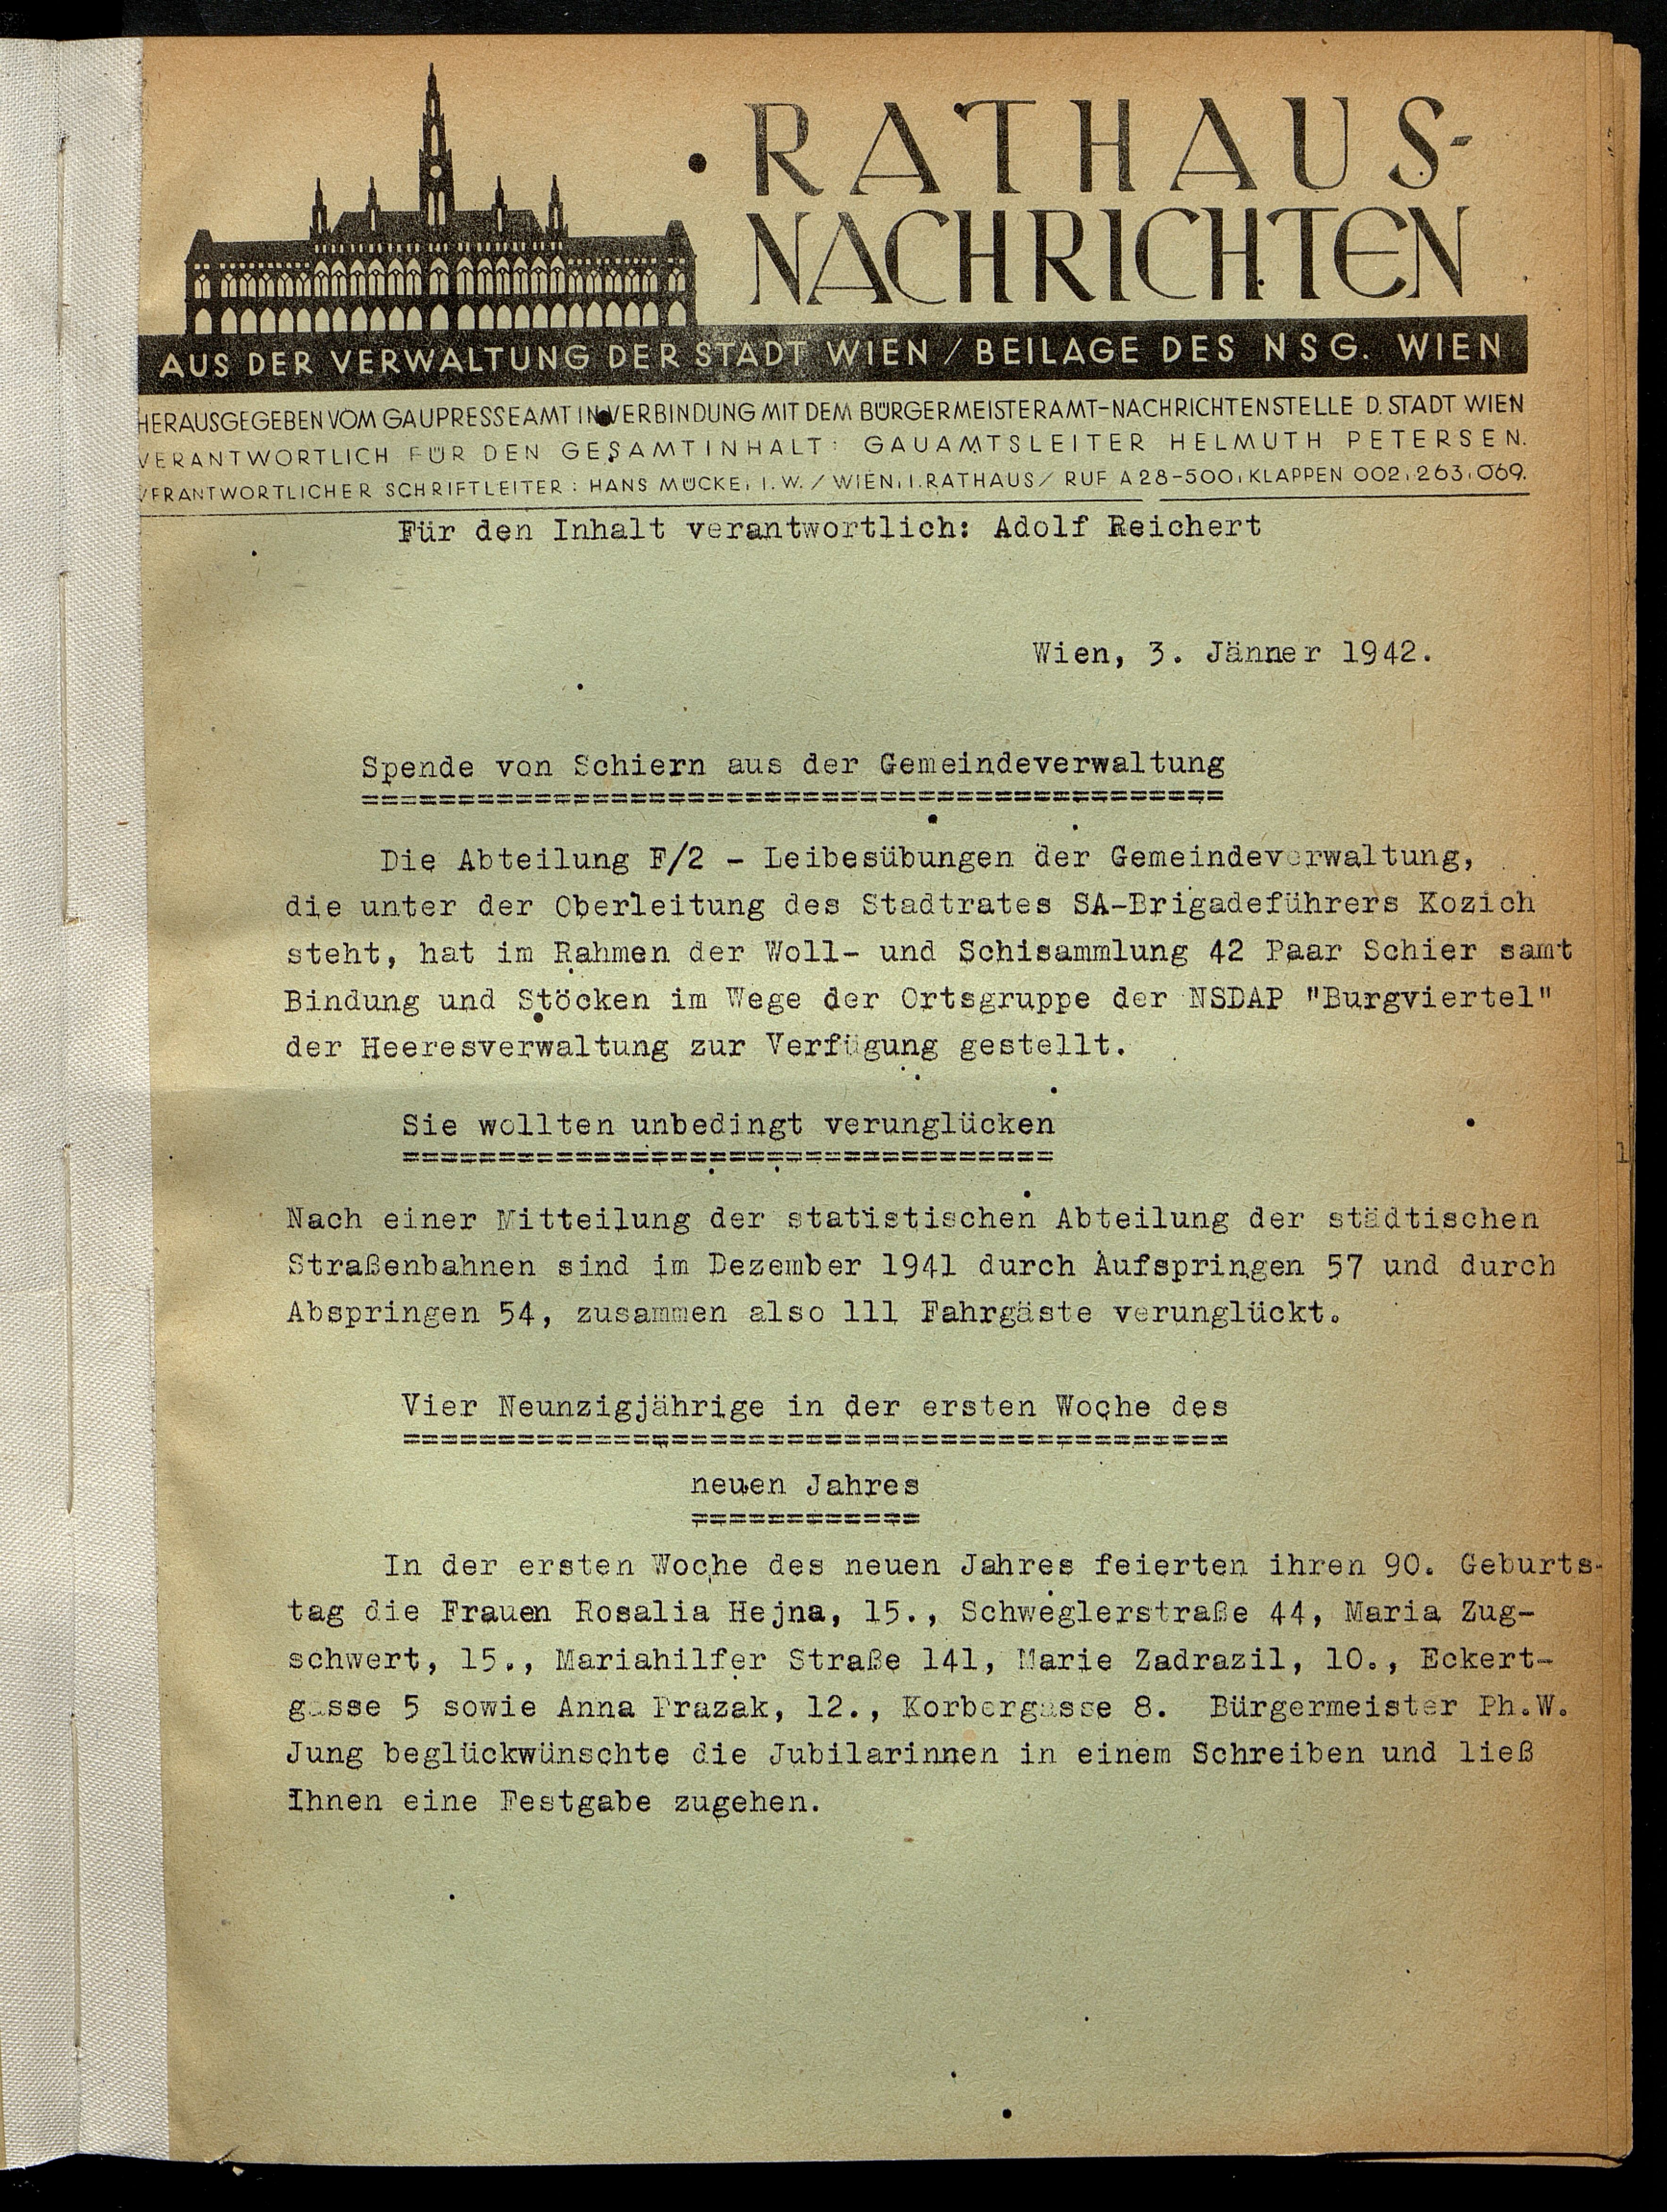 RATHAUS-
NACHRICHTEN
AUS DER VERWALTUNG DER STADT WIEN / BEILAGE DES NSG. WIEN
HERAUSGEGEBEN VOM GAUPRESSEAMT IN VERBINDUNG MIT DEM BÜRGERMEISTERAMT-NACHRICHTENSTELLE D. STADT WIEN
VERANTWORTLICH FÜR DEN GESAMTINHALT: GAUAMTSLEITER HELMUTH PETERSEN.
VERANTWORTLICHER SCHRIFTLEITER: HANS MÜCKE, I.W. / WIEN, I. RATHAUS / RUF A 28-500, KLAPPEN 002, 263, 069.
Für den Inhalt verantwortlich: Adolf Reichert
Wien, 3. Jänner 1942.
Spende von Schiern aus der Gemeindeverwaltung
Die Abteilung F/2 - Leibesübungen der Gemeindeverwaltung,
die unter der Oberleitung des Stadtrates SA-Brigadeführers Kozich
steht, hat im Rahmen der Woll- und Schisammlung 42 Paar Schier samt
Bindung und Stöcken im Wege der Ortsgruppe der NSDAP "Burgviertel"
der Heeresverwaltung zur Verfügung gestellt.
Sie wollten unbedingt verunglücken
Nach einer Mitteilung der statistischen Abteilung der städtischen
Straßenbahnen sind im Dezember 1941 durch Aufspringen 57 und durch
Abspringen 54, zusammen also 111 Fahrgäste verunglückt.
Vier Neunzigjährige in der ersten Woche des
neuen Jahres
In der ersten Woche des neuen Jahres feierten ihren 90. Geburts-
tag die Frauen Rosalia Hejna, 15., Schweglerstraße 44, Maria Zug-
schwert, 15., Mariahilfer Straße 141, Marie Zadrazil, 10., Eckert-
gasse 5 sowie Anna Prazak, 12., Korbergasse 8. Bürgermeister Ph.W.
Jung beglückwünschte die Jubilarinnen in einem Schreiben und ließ
Ihnen eine Festgabe zugehen.